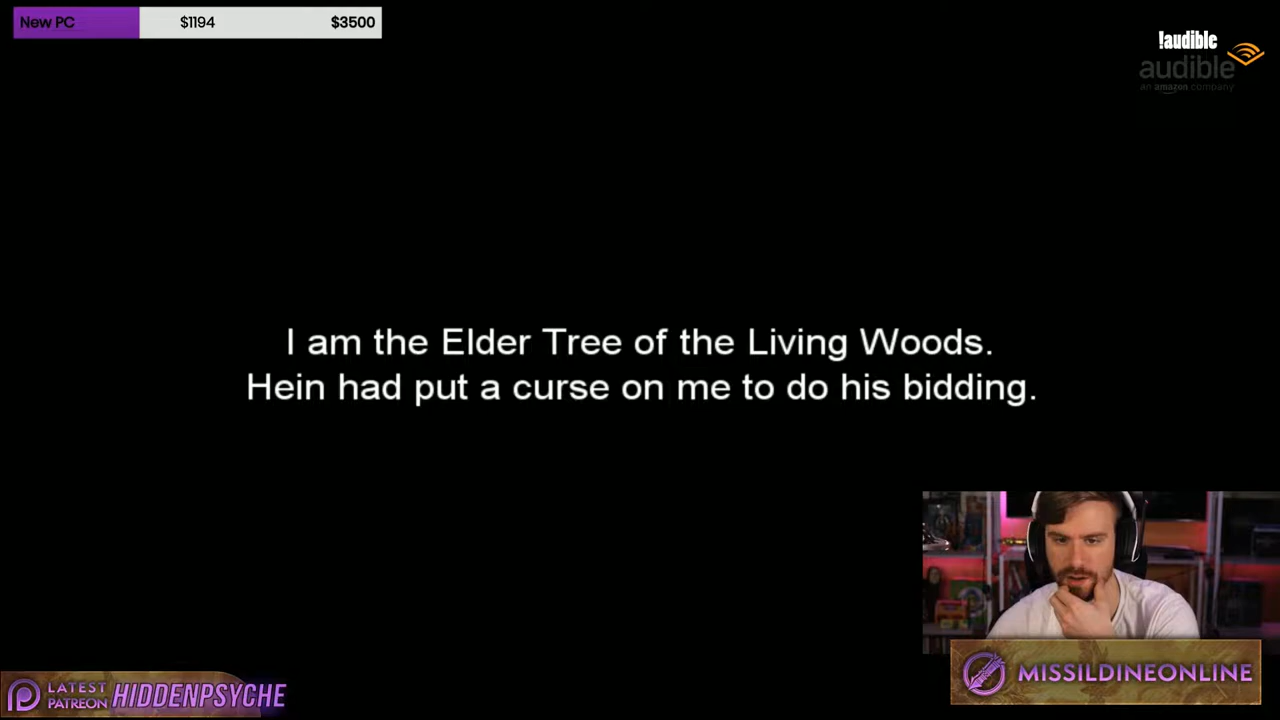 New PC $1194 $3500
!audible
audible
an amazon company
I am the Elder Tree of the Living Woods.
Hein had put a curse on me to do his bidding.
LATEST
PATREON HIDDENPSYCHE
MISSILDINEONLINE